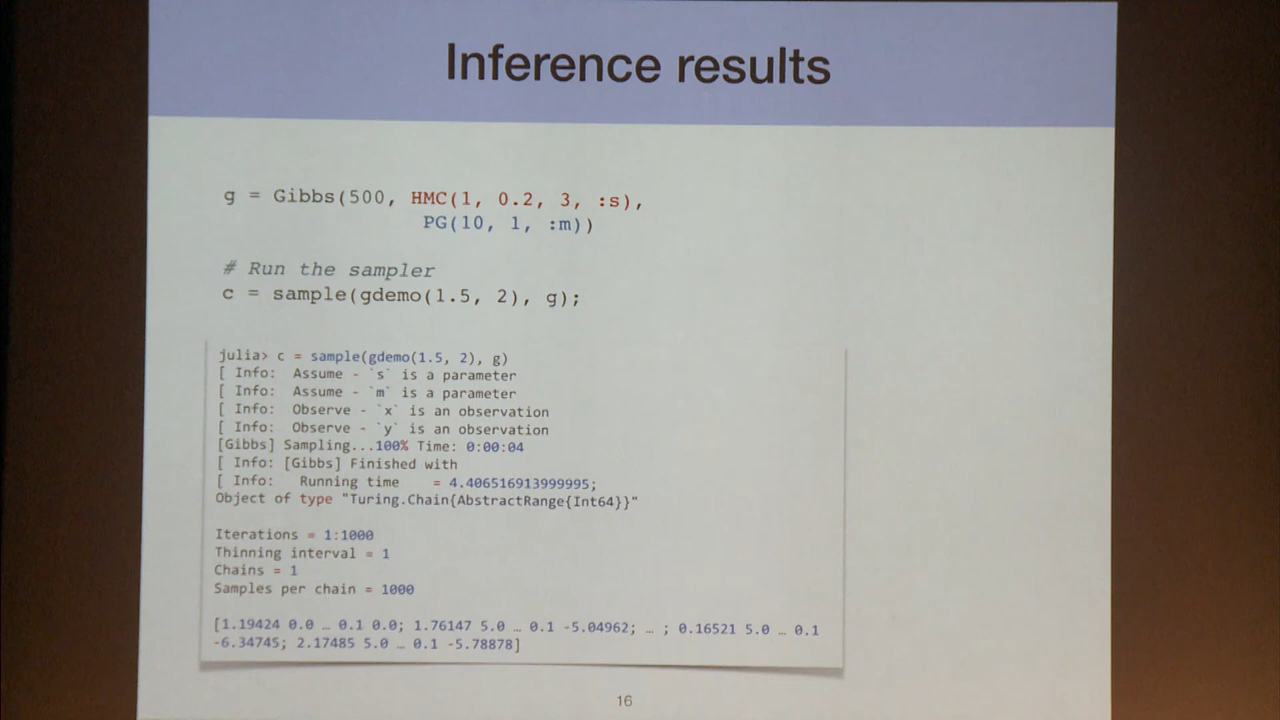 Inference results
g = Gibbs(500, HMC(1, 0.2, 3, :s),
PG(10, 1, :m))
# Run the sampler
c = sample(gdemo(1.5, 2), g);
julia> c = sample(gdemo(1.5, 2), g)
[ Info:  Assume - `s` is a parameter
[ Info:  Assume - `m` is a parameter
[ Info:  Observe - `x` is an observation
[ Info:  Observe - `y` is an observation
[Gibbs] Sampling...100% Time: 0:00:04
[ Info: [Gibbs] Finished with
[ Info:   Running time    = 4.406516913999995;
Object of type "Turing.Chain{AbstractRange{Int64}}"
Iterations = 1:1000
Thinning interval = 1
Chains = 1
Samples per chain = 1000
[1.19424 0.0 … 0.1 0.0; 1.76147 5.0 … 0.1 -5.04962; … ; 0.16521 5.0 … 0.1
-6.34745; 2.17485 5.0 … 0.1 -5.78878]
16